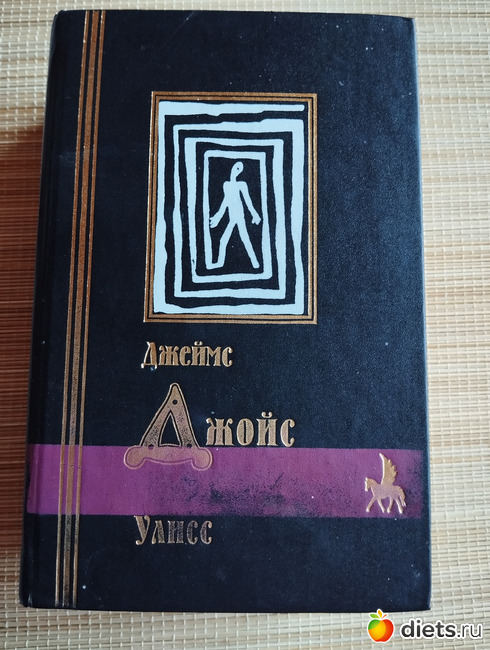 Джеймс
Джойс
Улисс
diets.ru